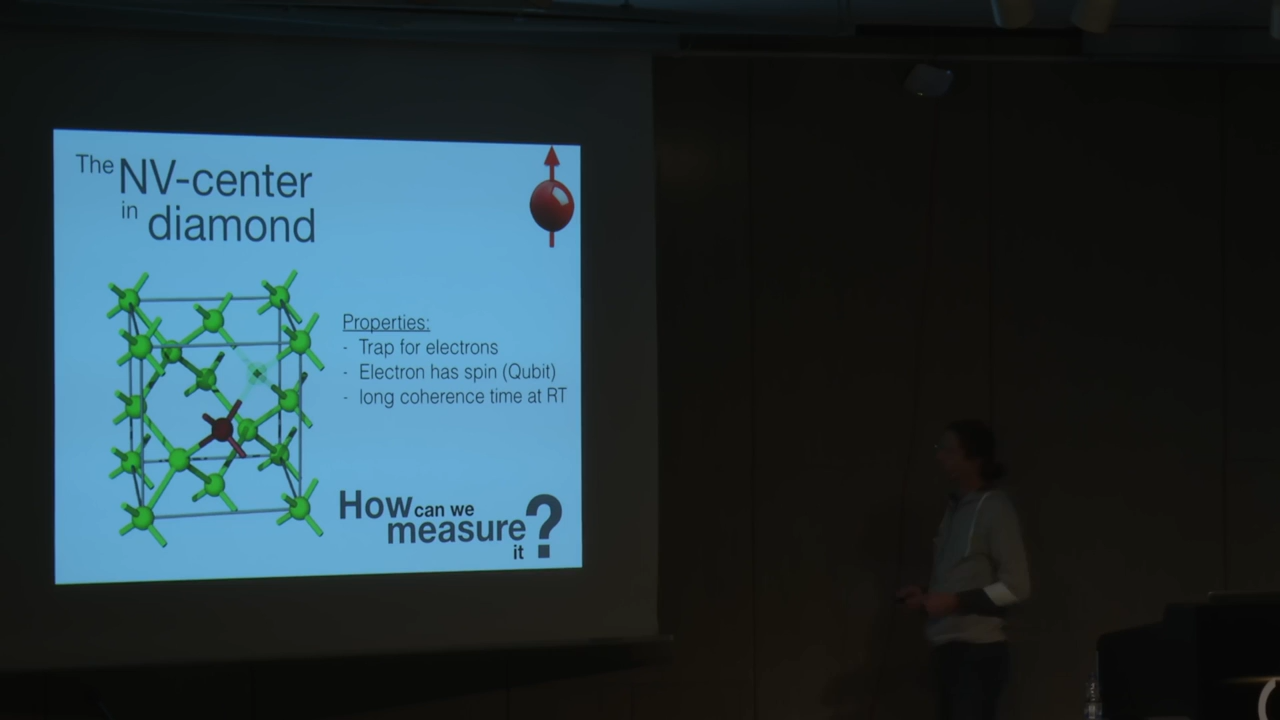 The NV-center
in diamond
Properties:
- Trap for electrons
- Electron has spin (Qubit)
- long coherence time at RT
How can we
measure
it ?